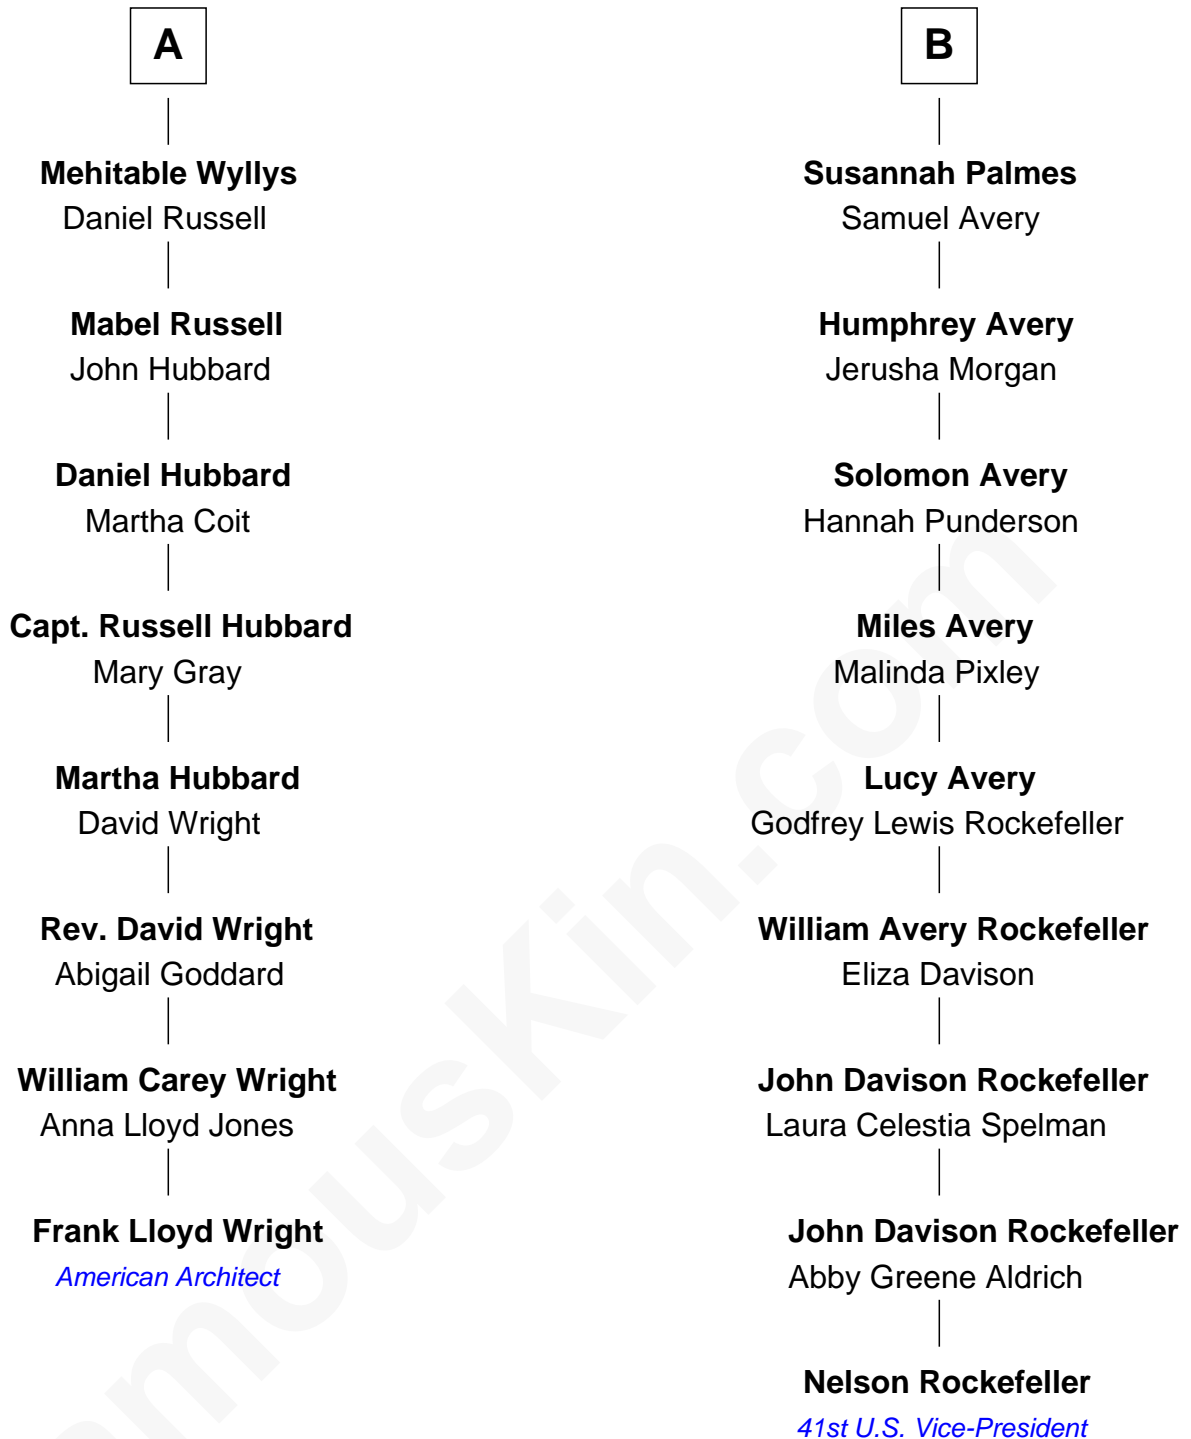 A
Mehitable Wyllys
Daniel Russell
Mabel Russell
John Hubbard
Daniel Hubbard
Martha Coit
Capt. Russell Hubbard
Mary Gray
Martha Hubbard
David Wright
Rev. David Wright
Abigail Goddard
William Carey Wright
Anna Lloyd Jones
Frank Lloyd Wright
American Architect
B
Susannah Palmes
Samuel Avery
Humphrey Avery
Jerusha Morgan
Solomon Avery
Hannah Punderson
Miles Avery
Malinda Pixley
Lucy Avery
Godfrey Lewis Rockefeller
William Avery Rockefeller
Eliza Davison
John Davison Rockefeller
Laura Celestia Spelman
John Davison Rockefeller
Abby Greene Aldrich
Nelson Rockefeller
41st U.S. Vice-President
amouskin.com